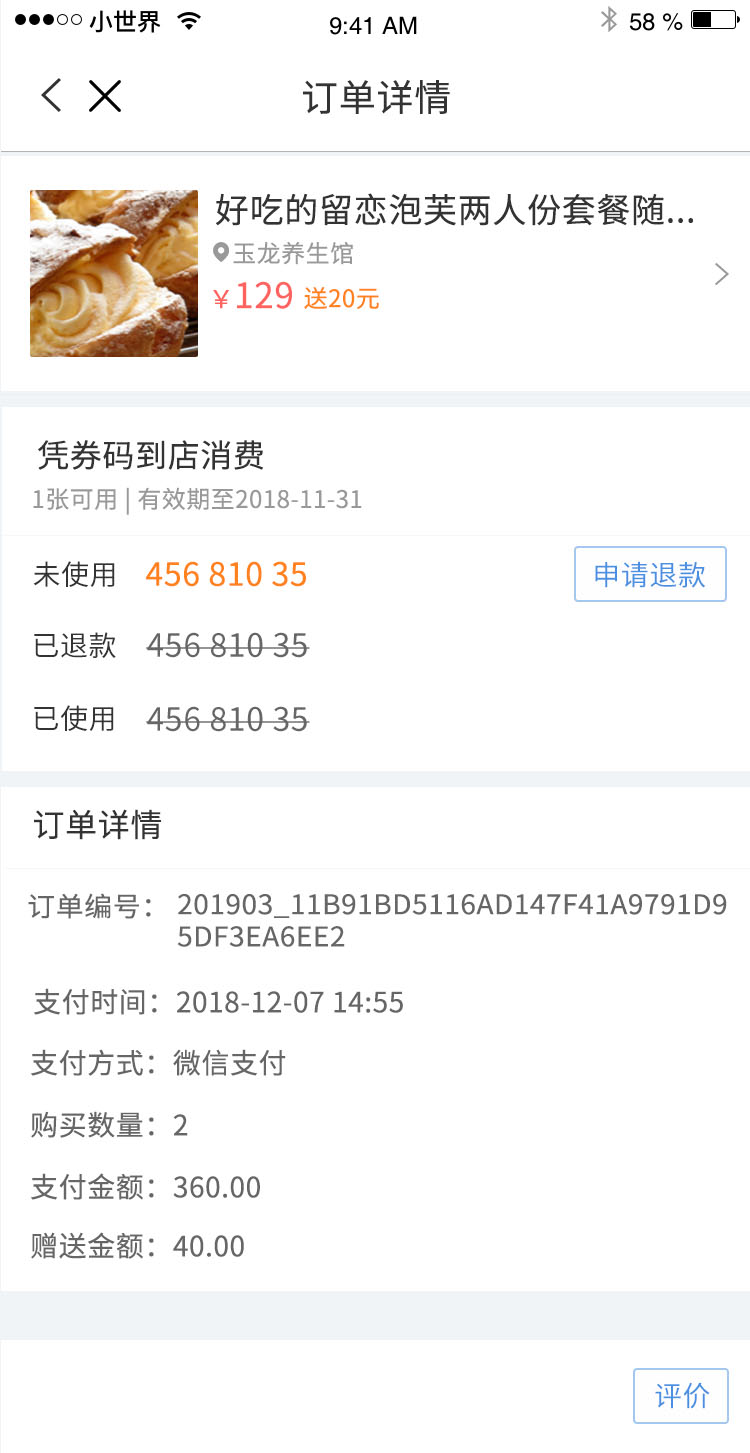 小世界
9:41 AM
58 %
订单详情
好吃的留恋泡芙两人份套餐随...
玉龙养生馆
¥129 送20元
凭券码到店消费
1张可用 | 有效期至2018-11-31
未使用 456 810 35 申请退款
已退款 456 810 35
已使用 456 810 35
订单详情
订单编号： 201903_11B91BD5116AD147F41A9791D9
5DF3EA6EE2
支付时间：2018-12-07 14:55
支付方式：微信支付
购买数量：2
支付金额：360.00
赠送金额：40.00
评价